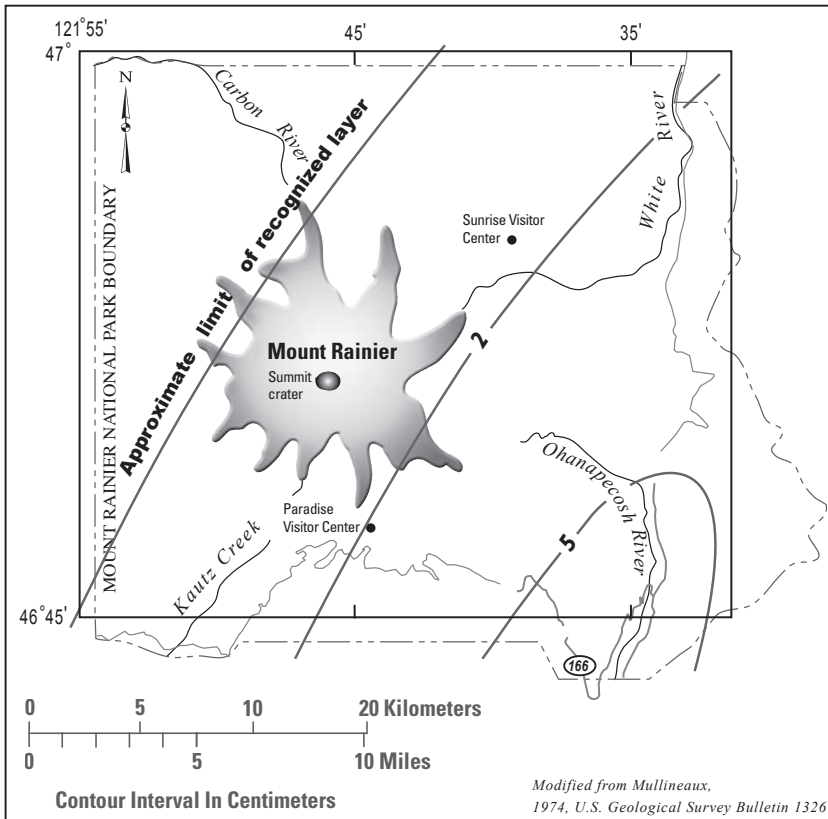 121°55'
45'
35'
47°
N
Carbon River
White River
Approximate limit of recognized layer
MOUNT RAINIER NATIONAL PARK BOUNDARY
Sunrise Visitor
Center
2
Mount Rainier
Summit
crater
Ohanapecosh River
Paradise
Visitor Center
5
Kautz Creek
46°45'
166
0 5 10 20 Kilometers
0 5 10 Miles
Contour Interval In Centimeters
Modified from Mullineaux,
1974, U.S. Geological Survey Bulletin 1326